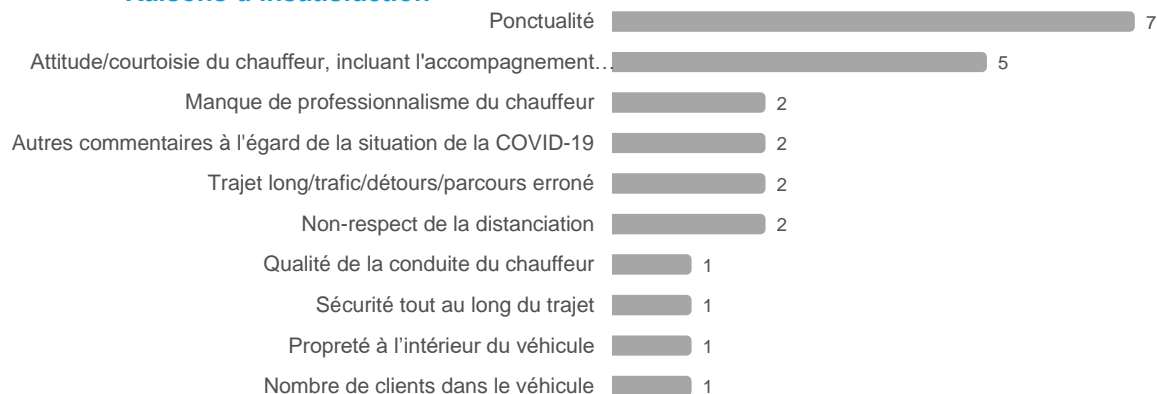 Raisons d'insatisfaction
Ponctualité 7
Attitude/courtoisie du chauffeur, incluant l'accompagnement… 5
Manque de professionnalisme du chauffeur 2
Autres commentaires à l'égard de la situation de la COVID-19 2
Trajet long/trafic/détours/parcours erroné 2
Non-respect de la distanciation 2
Qualité de la conduite du chauffeur 1
Sécurité tout au long du trajet 1
Propreté à l’intérieur du véhicule 1
Nombre de clients dans le véhicule 1